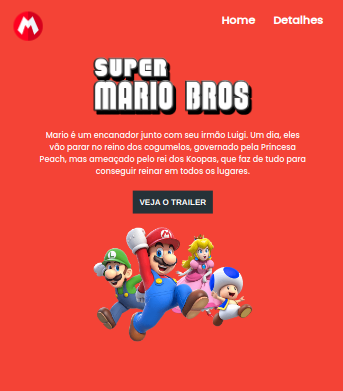 M
Home Detalhes
SUPER
MARIO BROS
Mario é um encanador junto com seu irmão Luigi. Um dia, eles
vão parar no reino dos cogumelos, governado pela Princesa
Peach, mas ameaçado pelo rei dos Koopas, que faz de tudo para
conseguir reinar em todos os lugares.
VEJA O TRAILER